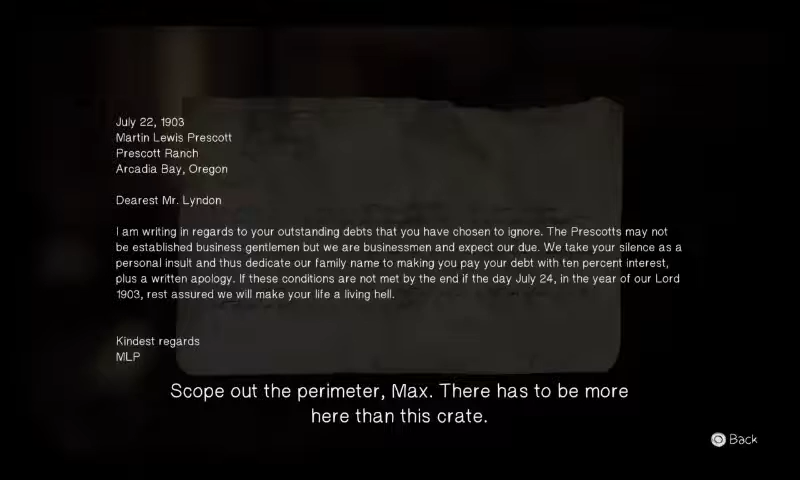 July 22, 1903
Martin Lewis Prescott
Prescott Ranch
Arcadia Bay, Oregon
Dearest Mr. Lyndon
I am writing in regards to your outstanding debts that you have chosen to ignore. The Prescotts may not
be established business gentlemen but we are businessmen and expect our due. We take your silence as a
personal insult and thus dedicate our family name to making you pay your debt with ten percent interest,
plus a written apology. If these conditions are not met by the end if the day July 24, in the year of our Lord
1903, rest assured we will make your life a living hell.
Kindest regards
MLP
Scope out the perimeter, Max. There has to be more
here than this crate.
Back